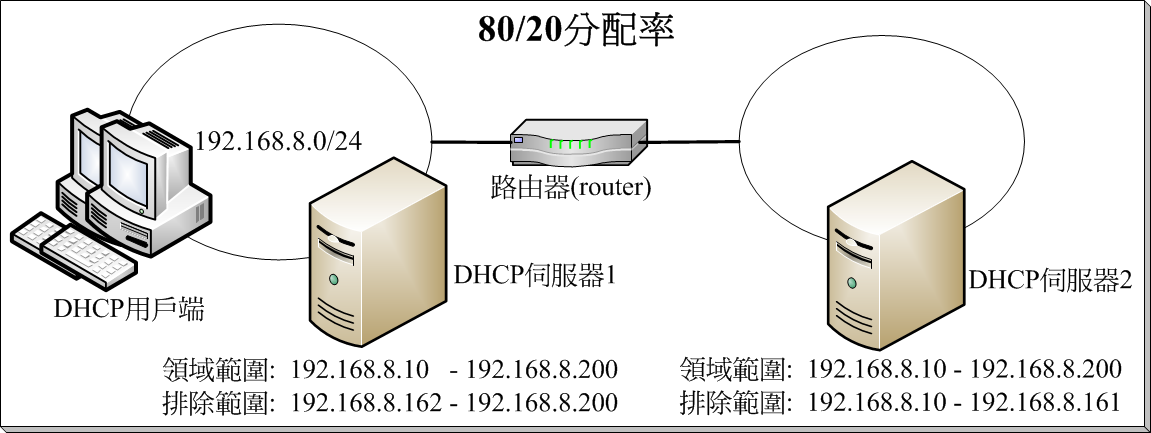 80/20分配率
192.168.8.0/24
路由器(router)
DHCP用戶端
DHCP伺服器1
DHCP伺服器2
領域範圍: 192.168.8.10 - 192.168.8.200
排除範圍: 192.168.8.162 - 192.168.8.200
領域範圍: 192.168.8.10 - 192.168.8.200
排除範圍: 192.168.8.10 - 192.168.8.161